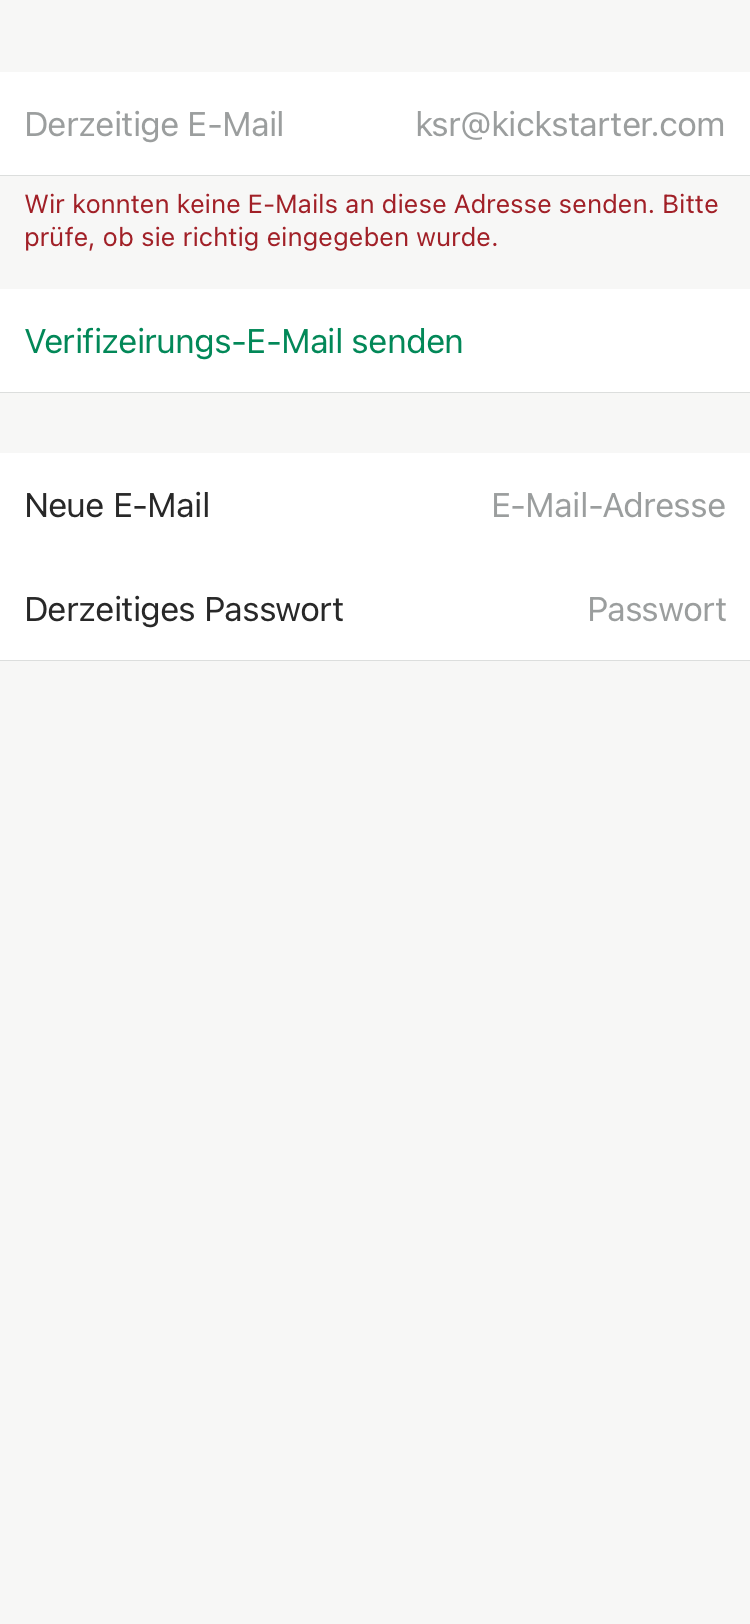 Derzeitige E-Mail ksr@kickstarter.com
Wir konnten keine E-Mails an diese Adresse senden. Bitte
prüfe, ob sie richtig eingegeben wurde.
Verifizeirungs-E-Mail senden
Neue E-Mail E-Mail-Adresse
Derzeitiges Passwort Passwort